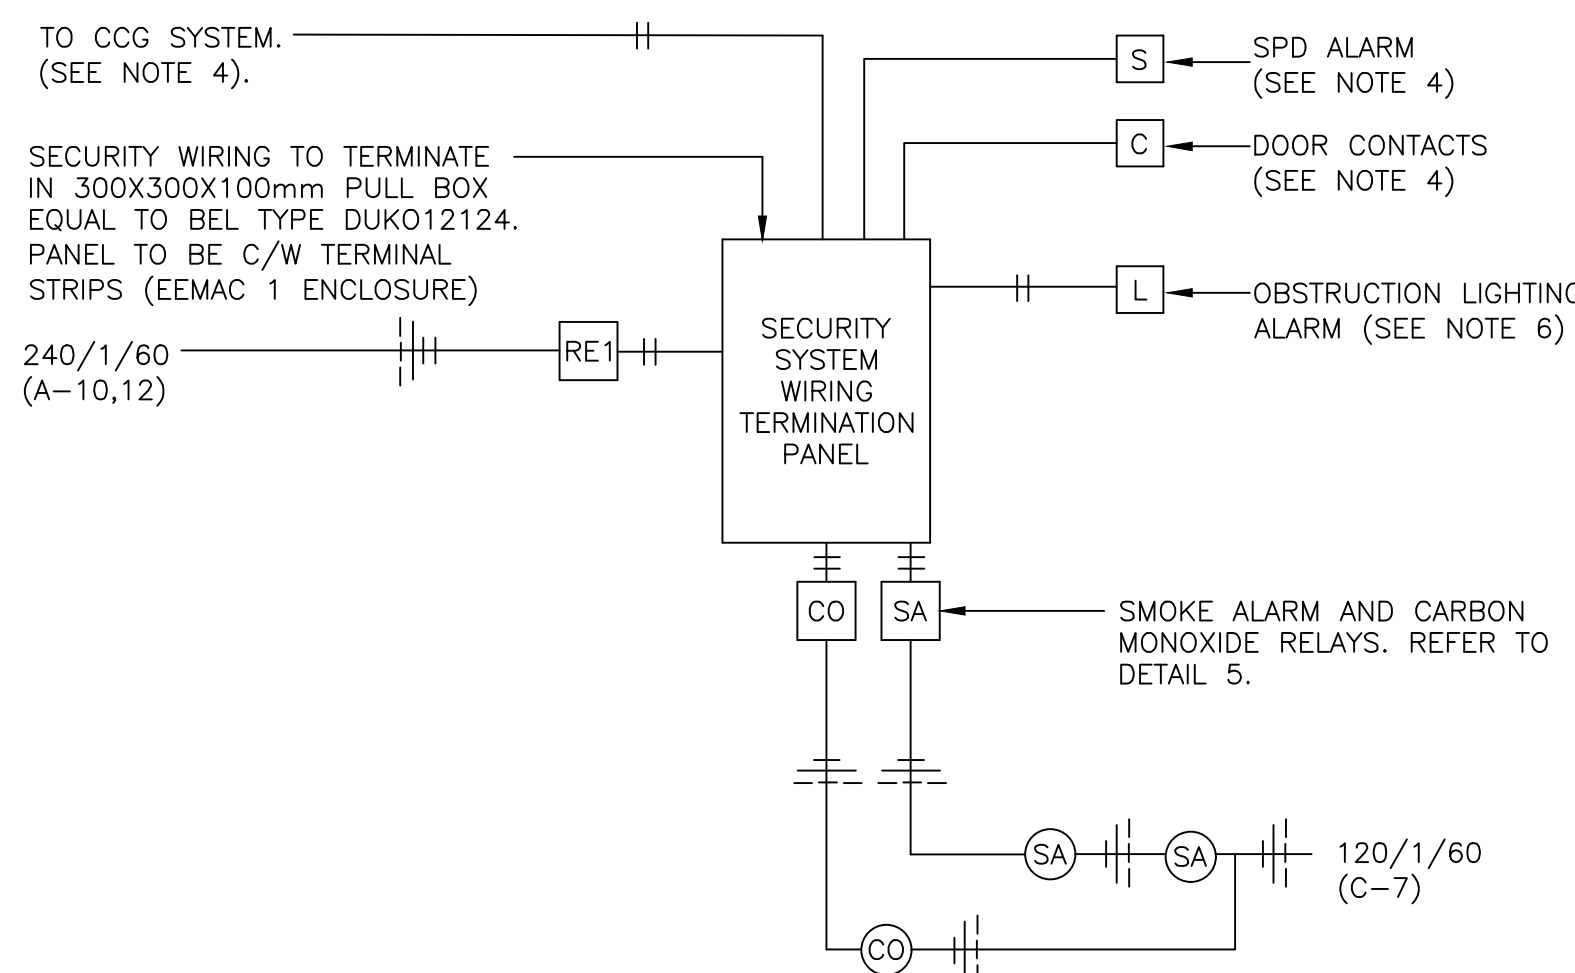 TO CCG SYSTEM.
(SEE NOTE 4).
SECURITY WIRING TO TERMINATE
IN 300X300X100mm PULL BOX
EQUAL TO BEL TYPE DUKO12124.
PANEL TO BE C/W TERMINAL
STRIPS (EEMAC 1 ENCLOSURE)
240/1/60
(A-10,12)
RE1
SECURITY
SYSTEM
WIRING
TERMINATION
PANEL
S
SPD ALARM
(SEE NOTE 4)
C
DOOR CONTACTS
(SEE NOTE 4)
L
OBSTRUCTION LIGHTING
ALARM (SEE NOTE 6)
CO
SA
SMOKE ALARM AND CARBON
MONOXIDE RELAYS. REFER TO
DETAIL 5.
SA
SA
120/1/60
(C-7)
CO